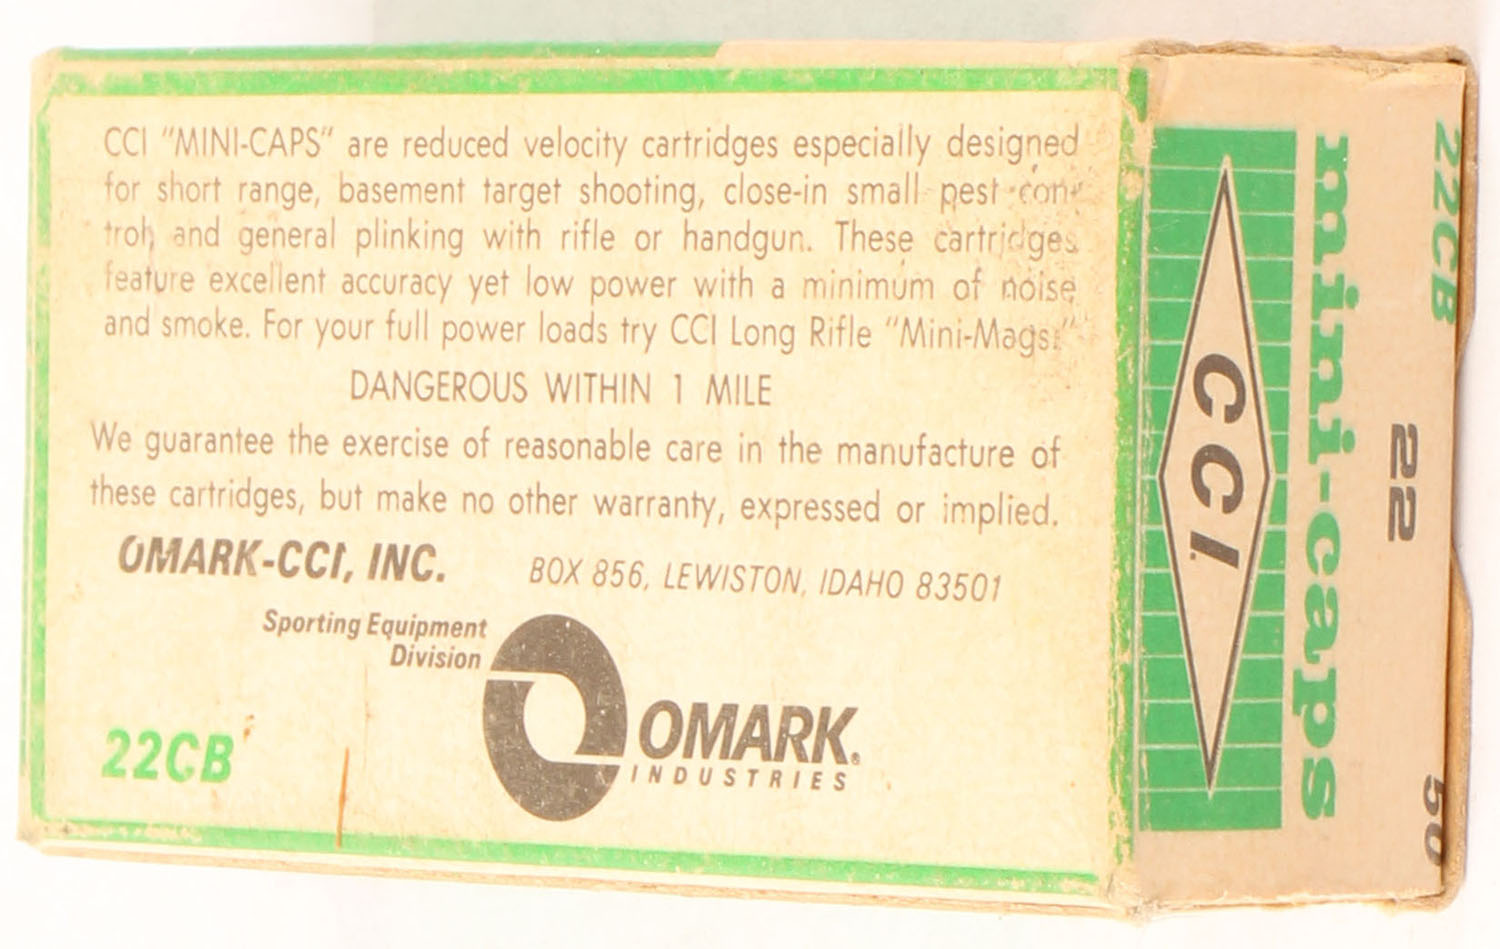 CCI "MINI-CAPS" are reduced velocity cartridges especially designed
for short range, basement target shooting, close-in small pest con-
trol, and general plinking with rifle or handgun. These cartridges
feature excellent accuracy yet low power with a minimum of noise
and smoke. For your full power loads try CCI Long Rifle "Mini-Mags."
DANGEROUS WITHIN 1 MILE
We guarantee the exercise of reasonable care in the manufacture of
these cartridges, but make no other warranty, expressed or implied.
OMARK-CCI, INC. BOX 856, LEWISTON, IDAHO 83501
Sporting Equipment
Division
OMARK®
INDUSTRIES
22CB
22CB 22 50
mini-caps
CCI.